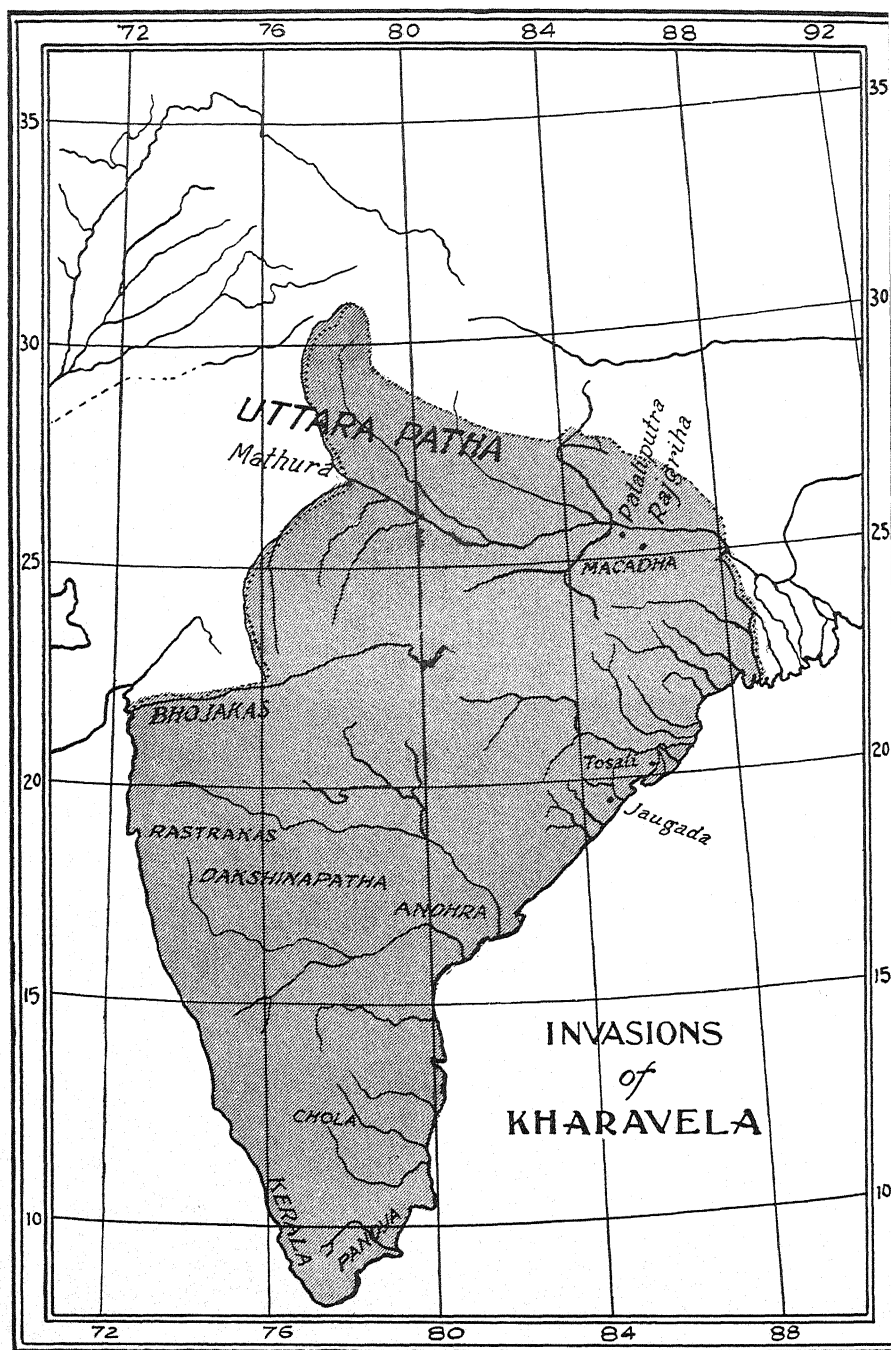 72 76 80 84 88 92
35 35
30 30
UTTARA PATHA
Mathura
Pataliputra
Rajgriha
25 25
MACADHA
BHOJAKAS
20 20
Tosali
Jaugada
RASTRAKAS
DAKSHINAPATHA
ANDHRA
15 15
INVASIONS
of
KHARAVELA
CHOLA
KERALA
PANDYA
10 10
72 76 80 84 88